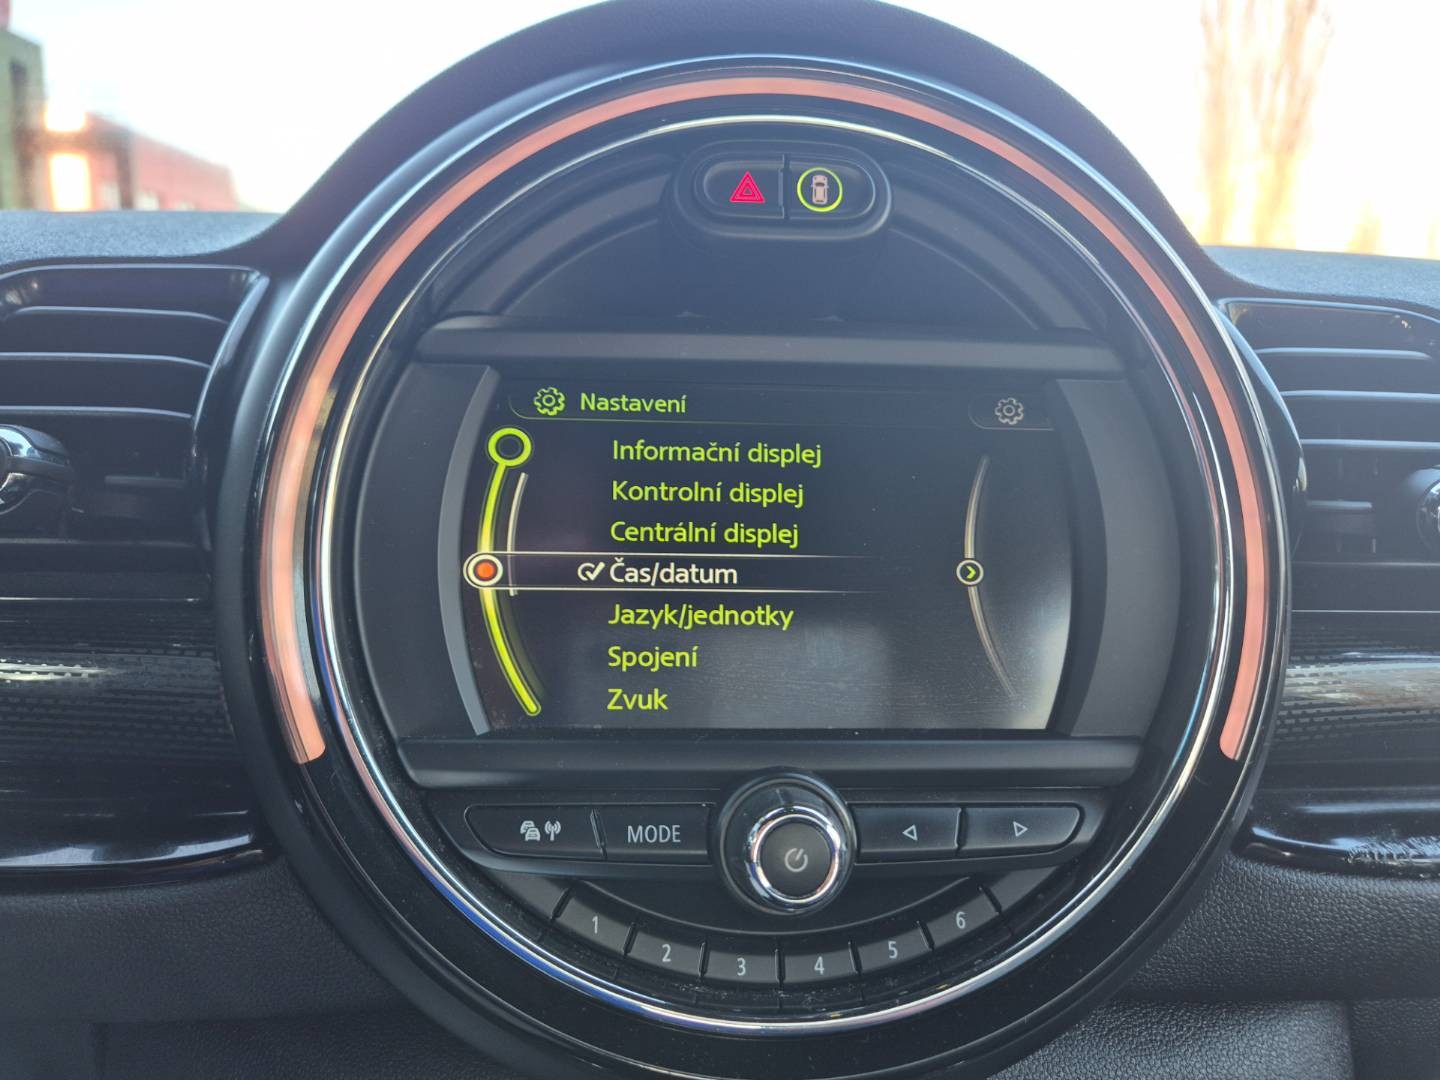 Nastavení
Informační displej
Kontrolní displej
Centrální displej
Čas/datum
Jazyk/jednotky
Spojení
Zvuk
MODE
1 2 3 4 5 6